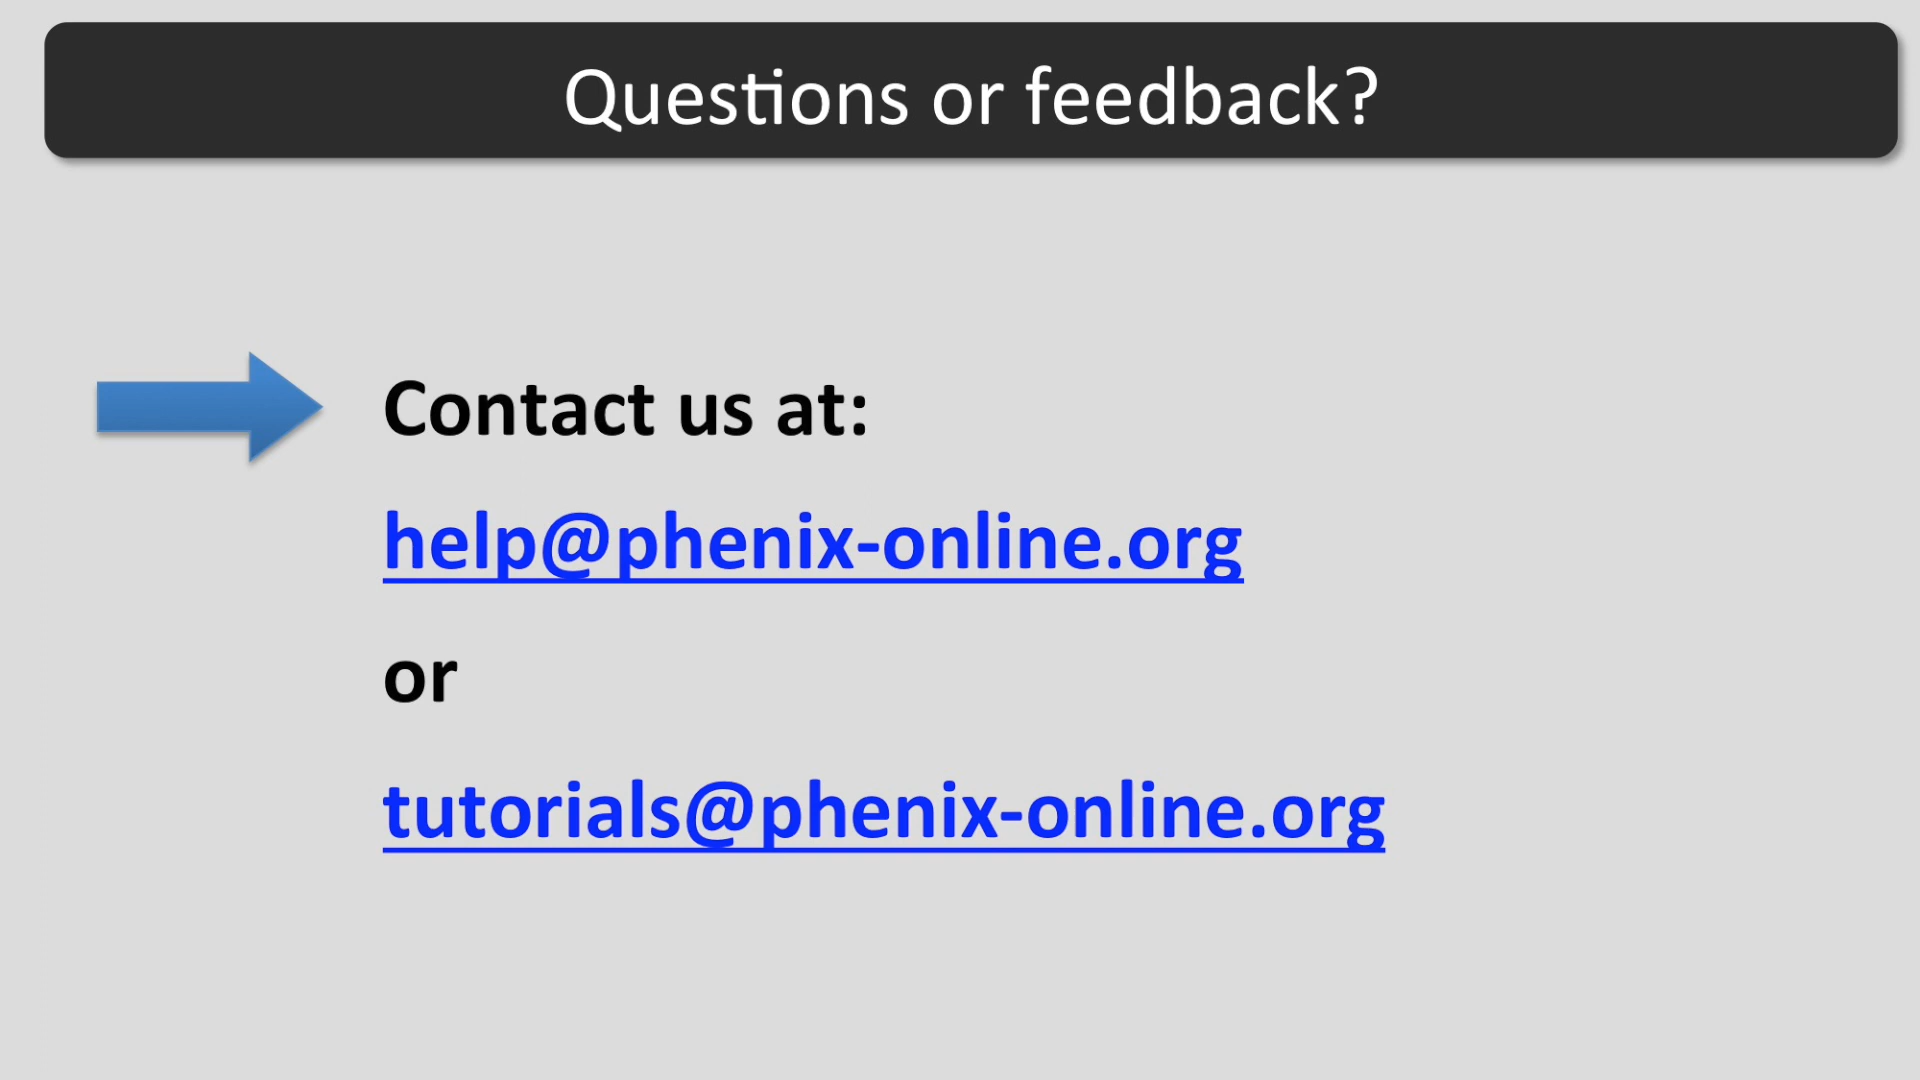 Questions or feedback?
Contact us at:
help@phenix-online.org
or
tutorials@phenix-online.org